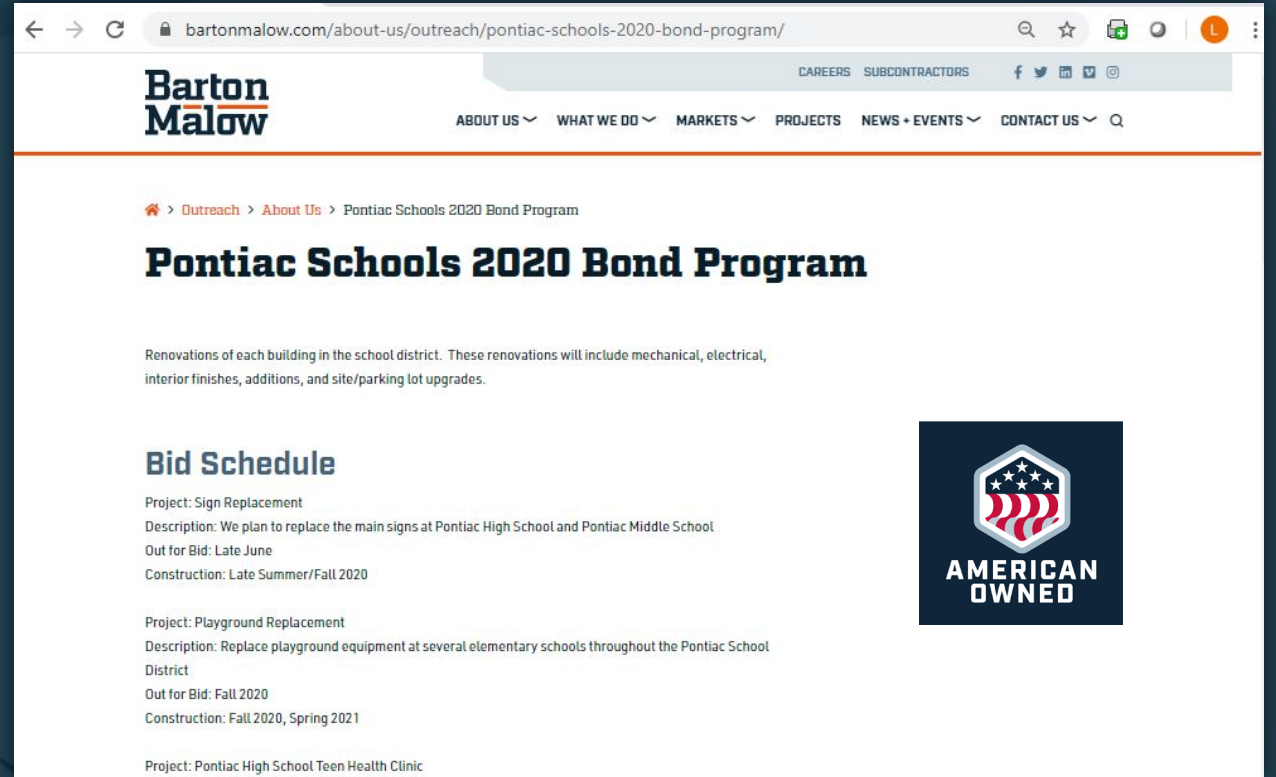 bartonmalow.com/about-us/outreach/pontiac-schools-2020-bond-program/
L
Barton
Malow
CAREERS SUBCONTRACTORS
ABOUT US WHAT WE DO MARKETS PROJECTS NEWS + EVENTS CONTACT US
> Outreach > About Us > Pontiac Schools 2020 Bond Program
Pontiac Schools 2020 Bond Program
Renovations of each building in the school district. These renovations will include mechanical, electrical,
interior finishes, additions, and site/parking lot upgrades.
Bid Schedule
Project: Sign Replacement
Description: We plan to replace the main signs at Pontiac High School and Pontiac Middle School
Out for Bid: Late June
Construction: Late Summer/Fall 2020
Project: Playground Replacement
Description: Replace playground equipment at several elementary schools throughout the Pontiac School
District
Out for Bid: Fall 2020
Construction: Fall 2020, Spring 2021
Project: Pontiac High School Teen Health Clinic
AMERICAN
OWNED